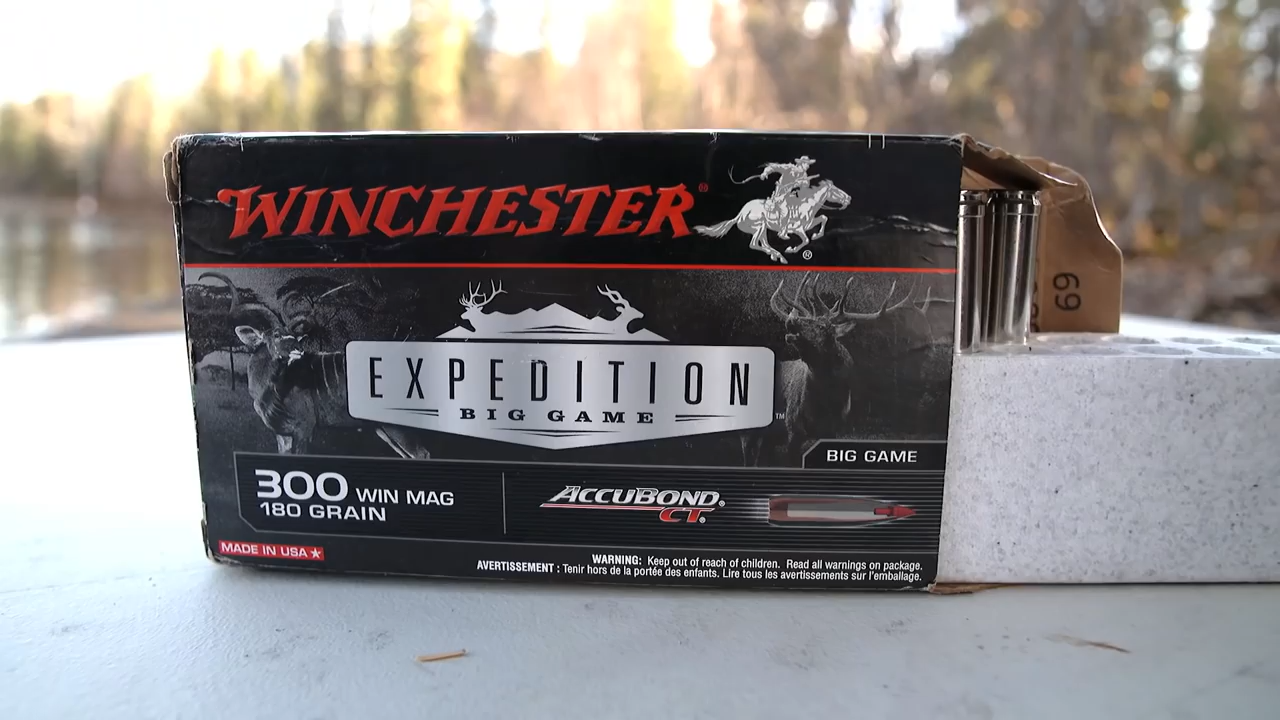 WINCHESTER®
®
EXPEDITION
BIG GAME ™
BIG GAME
300 WIN MAG
180 GRAIN
ACCUBOND®
CT®
MADE IN USA
WARNING: Keep out of reach of children. Read all warnings on package.
AVERTISSEMENT : Tenir hors de la portée des enfants. Lire tous les avertissements sur l'emballage.
69